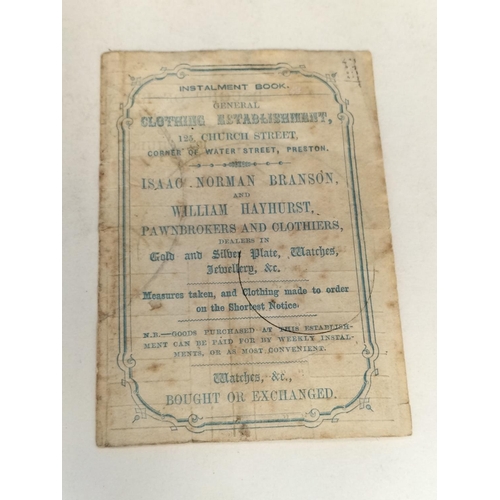 INSTALMENT BOOK.
GENERAL
CLOTHING ESTABLISHMENT,
125, CHURCH STREET,
CORNER OF WATER STREET, PRESTON.
ISAAC NORMAN BRANSON,
AND
WILLIAM HAYHURST,
PAWNBROKERS AND CLOTHIERS,
DEALERS IN
Gold and Silver Plate, Watches,
Jewellery, &c.
Measures taken, and Clothing made to order
on the Shortest Notice.
N.B.—GOODS PURCHASED AT THIS ESTABLISH-
MENT CAN BE PAID FOR BY WEEKLY INSTAL-
MENTS, OR AS MOST CONVENIENT.
Watches, &c.,
BOUGHT OR EXCHANGED.